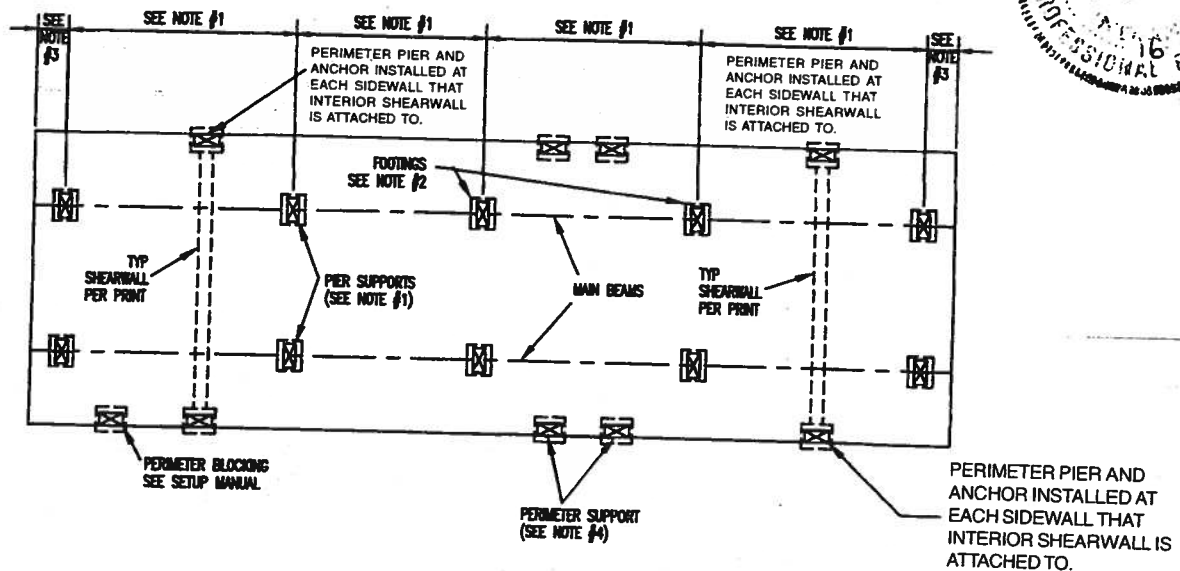 SEE NOTE #3
SEE NOTE #1
SEE NOTE #1
SEE NOTE #1
SEE NOTE #1
SEE NOTE #3
16
PROFESSIONAL
PERIMETER PIER AND
ANCHOR INSTALLED AT
EACH SIDEWALL THAT
INTERIOR SHEARWALL
IS ATTACHED TO.
PERIMETER PIER AND
ANCHOR INSTALLED AT
EACH SIDEWALL THAT
INTERIOR SHEARWALL
IS ATTACHED TO.
FOOTINGS
SEE NOTE #2
TYP
SHEARWALL
PER PRINT
PIER SUPPORTS
(SEE NOTE #1)
MAIN BEAMS
TYP
SHEARWALL
PER PRINT
PERIMETER BLOCKING
SEE SETUP MANUAL
PERIMETER SUPPORT
(SEE NOTE #4)
PERIMETER PIER AND
ANCHOR INSTALLED AT
EACH SIDEWALL THAT
INTERIOR SHEARWALL IS
ATTACHED TO.